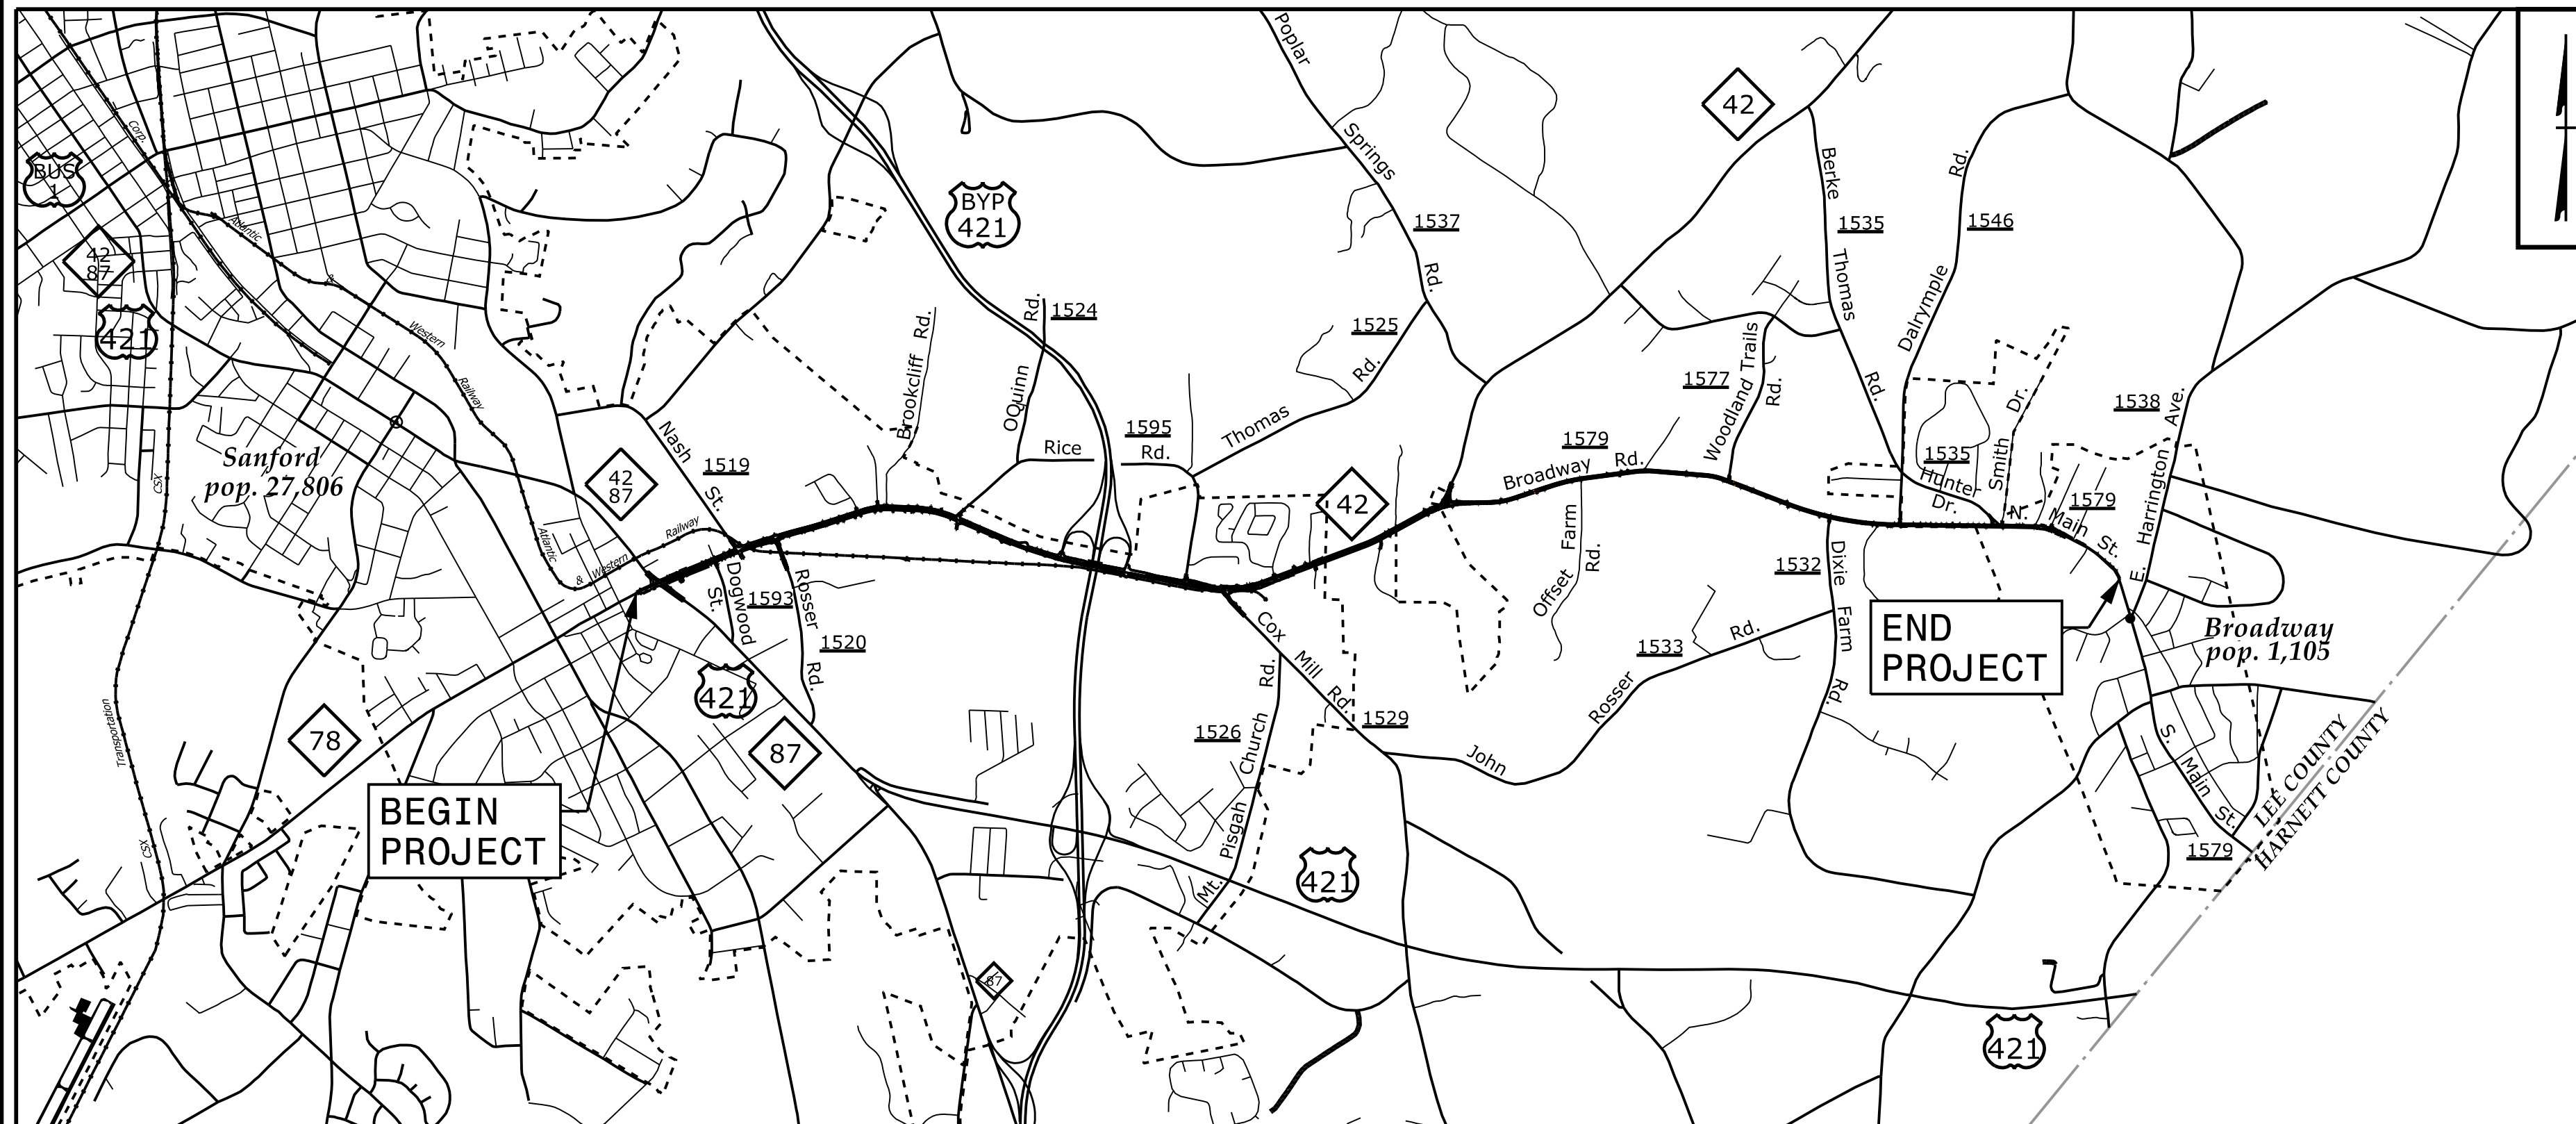 Poplar
Springs
Rd.
1537
42
Corp.
BUS
1
42
87
421
Atlantic
&
Western
Railway
BYP
421
Berke
Thomas
Rd.
1535
Rd.
Dalrymple
1546
Rd.
OQuinn
1524
Brookcliff Rd.
1525
Thomas
Rd.
1577
Woodland Trails
Rd.
1538
Sanford
pop. 27,806
CSX
Nash
St.
1519
42
87
Rice
Rd.
1595
42
1579
Broadway Rd.
1535
Hunter
Dr.
Smith
Dr.
1579
N. Main St.
E. Harrington Ave.
Atlantic
& Western
Railway
Dogwood
St.
1593
Rosser
Rd.
1520
Offset
Farm
Rd.
1532
Dixie
Farm
Rd.
Cox
Mill
Rd.
1529
1533
John
Rosser
Rd.
END
PROJECT
Broadway
pop. 1,105
421
87
78
Transportation
CSX
BEGIN
PROJECT
1526
Mt.
Pisgah
Church
Rd.
S.
Main
St.
1579
LEE COUNTY
HARNETT COUNTY
421
87
421